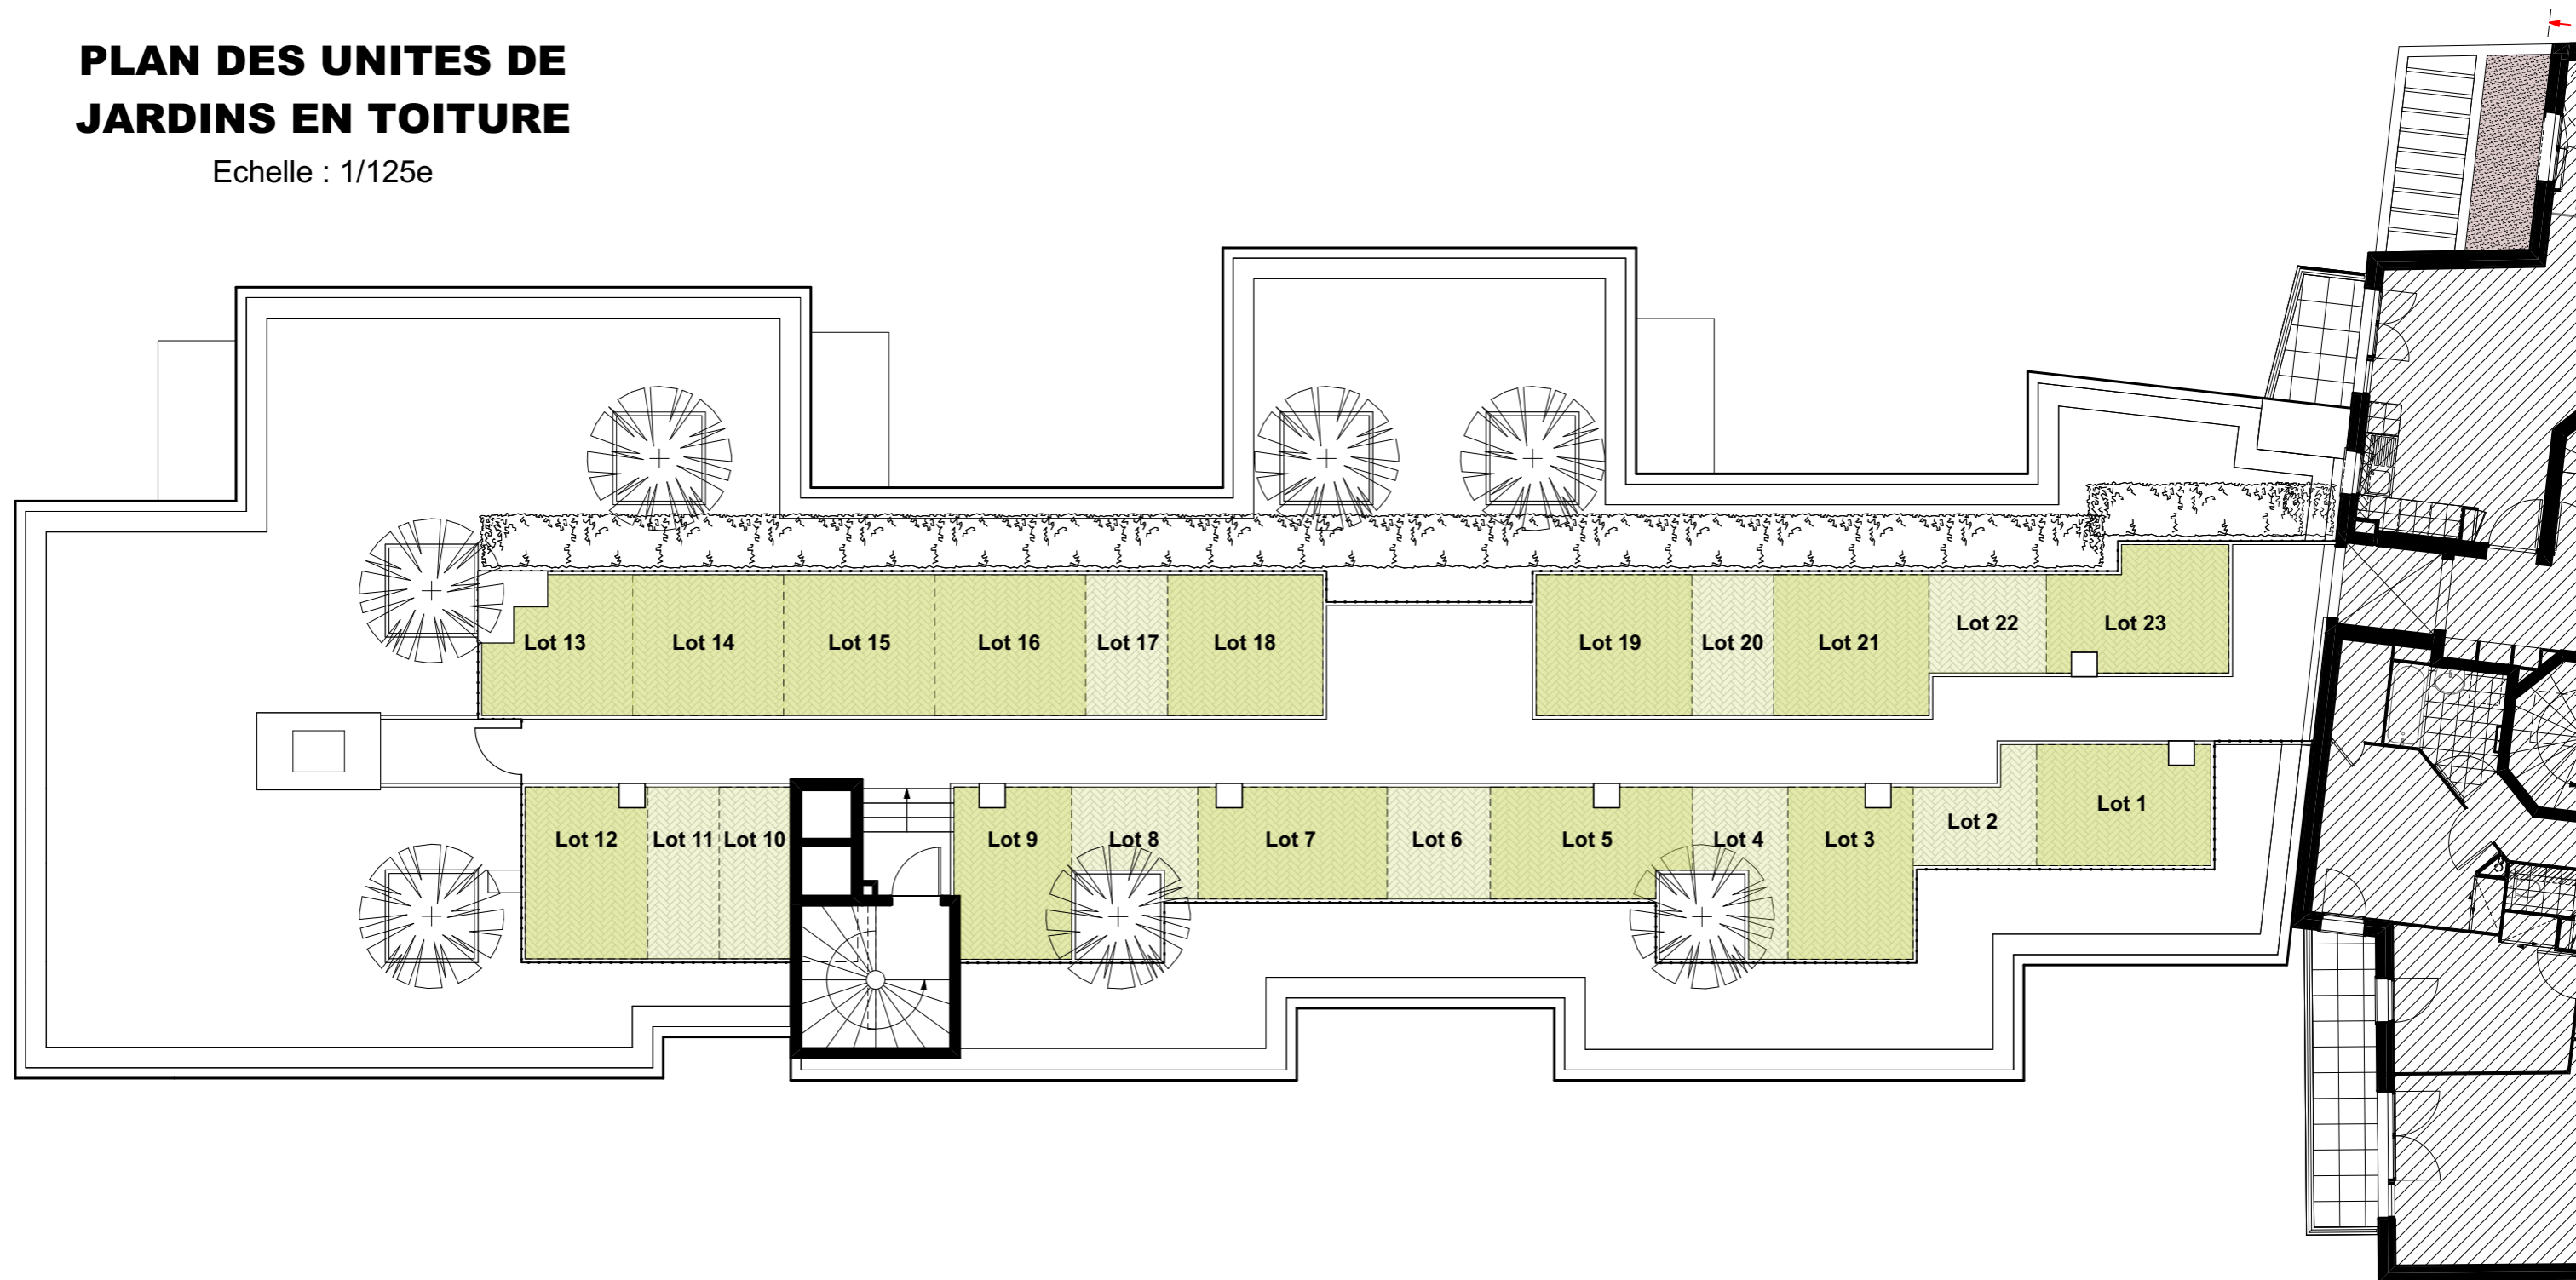 PLAN DES UNITES DE
JARDINS EN TOITURE
Echelle : 1/125e
Lot 13
Lot 14
Lot 15
Lot 16
Lot 17
Lot 18
Lot 19
Lot 20
Lot 21
Lot 22
Lot 23
Lot 12
Lot 11
Lot 10
Lot 9
Lot 8
Lot 7
Lot 6
Lot 5
Lot 4
Lot 3
Lot 2
Lot 1